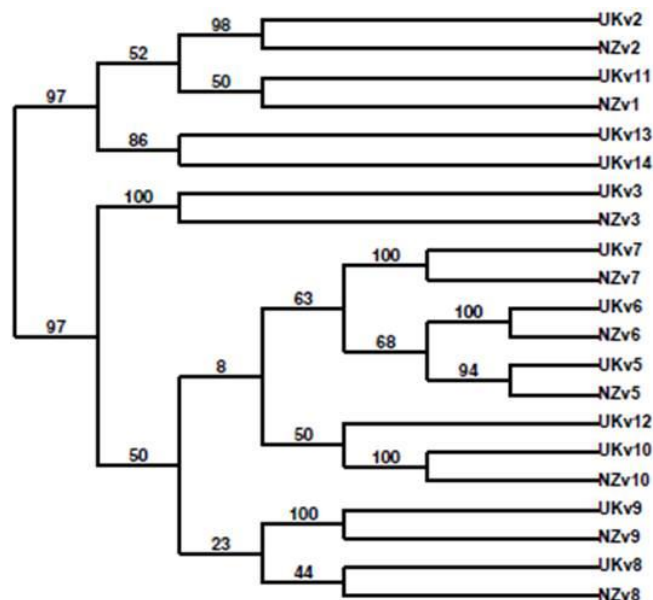 UKv2
98
NZv2
52
UKv11
50
NZv1
97
UKv13
86
UKv14
UKv3
100
NZv3
UKv7
100
NZv7
63
UKv6
100
NZv6
97
68
UKv5
94
NZv5
8
UKv12
50
UKv10
100
NZv10
50
UKv9
100
NZv9
23
UKv8
44
NZv8